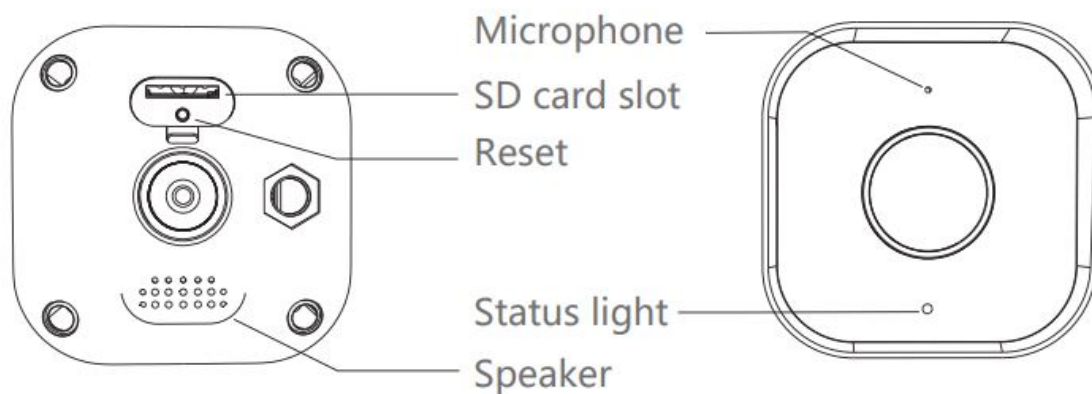 Microphone
SD card slot
Reset
Status light
Speaker